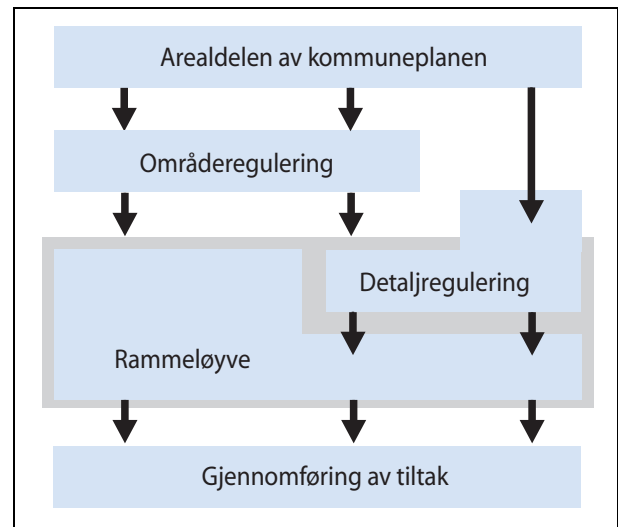 Arealdelen av kommuneplanen
Områderegulering
Detaljregulering
Rammeløyve
Gjennomføring av tiltak